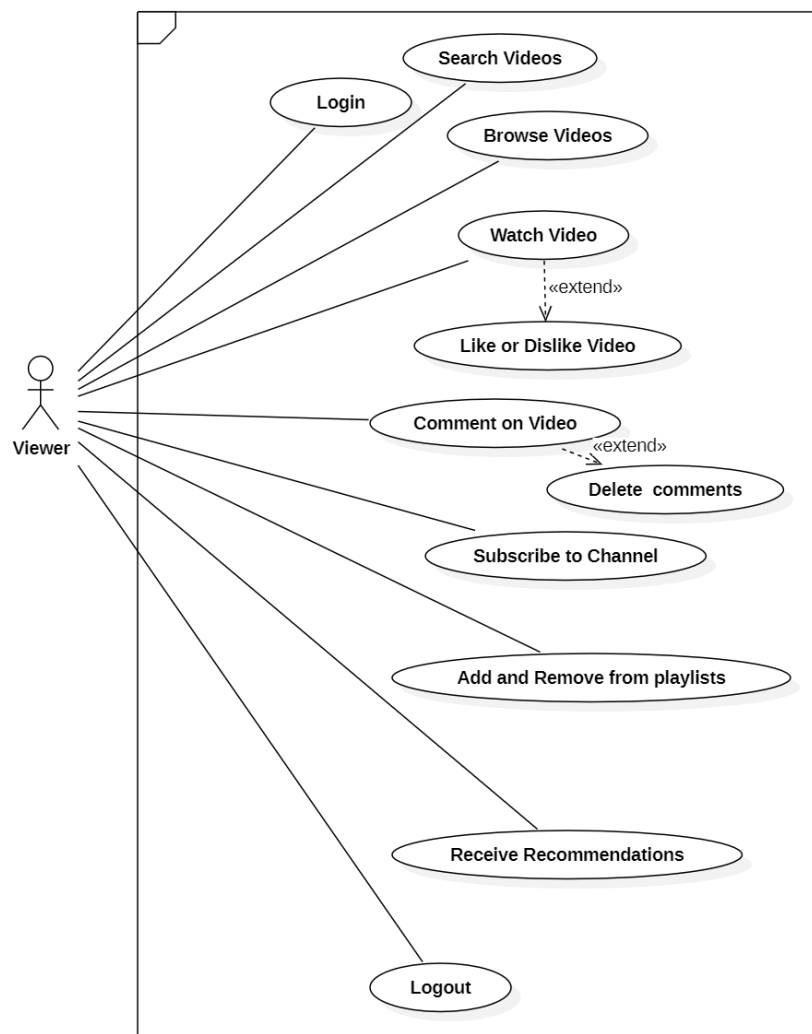 Search Videos
Login
Browse Videos
Watch Video
«extend»
Like or Dislike Video
Viewer
Comment on Video
«extend»
Delete  comments
Subscribe to Channel
Add and Remove from playlists
Receive Recommendations
Logout